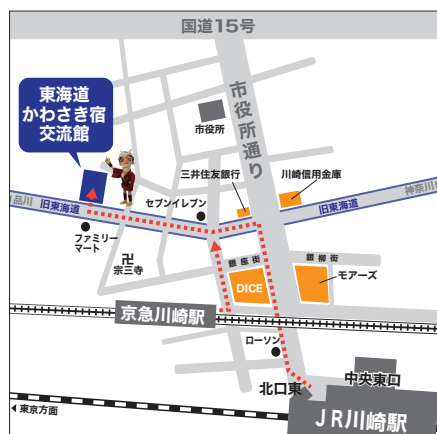 国道15号
東海道
かわさき宿
交流館
市役所通り
市役所
三井住友銀行
川崎信用金庫
セブンイレブン
神奈川
品川
旧東海道
旧東海道
ファミリー
マート
卍
宗三寺
銀座街
銀柳街
DICE
モアーズ
京急川崎駅
ローソン
北口東
中央東口
JR川崎駅
東京方面